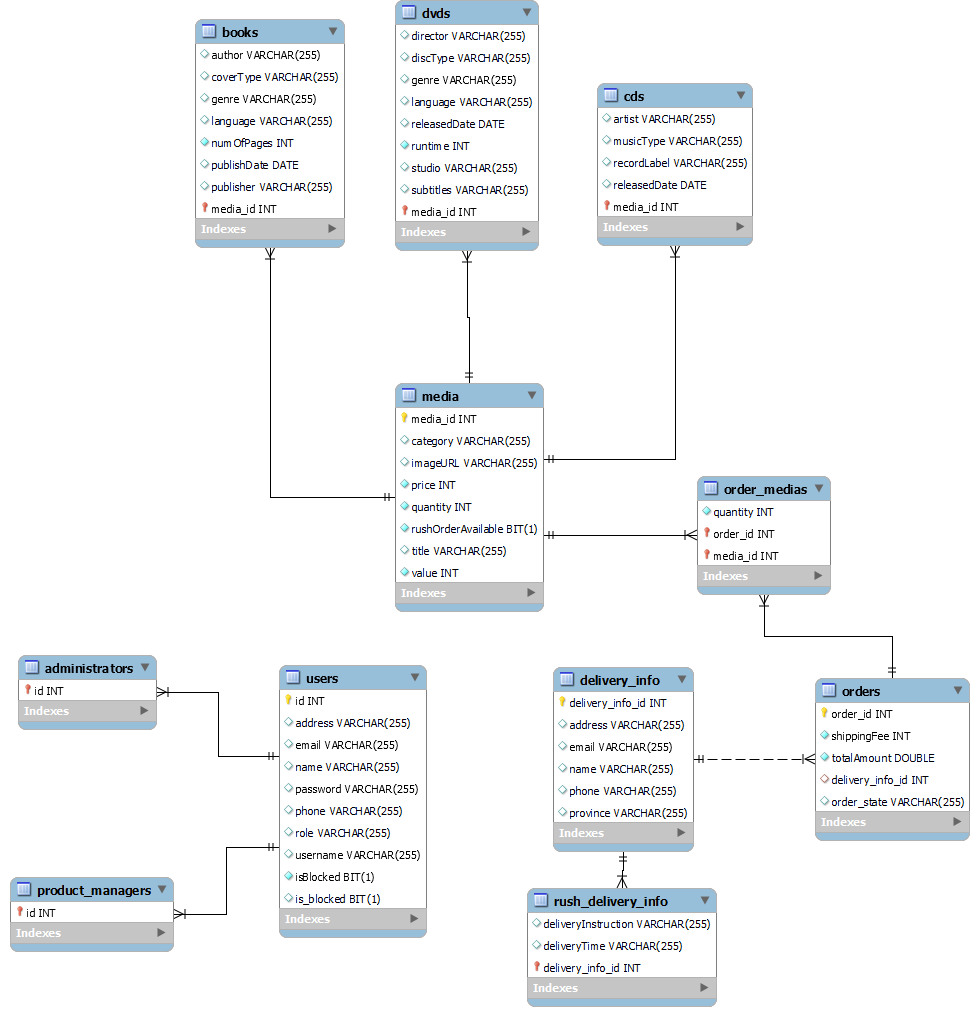 books
author VARCHAR(255)
coverType VARCHAR(255)
genre VARCHAR(255)
language VARCHAR(255)
numOfPages INT
publishDate DATE
publisher VARCHAR(255)
media_id INT
Indexes
dvds
director VARCHAR(255)
discType VARCHAR(255)
genre VARCHAR(255)
language VARCHAR(255)
releasedDate DATE
runtime INT
studio VARCHAR(255)
subtitles VARCHAR(255)
media_id INT
Indexes
cds
artist VARCHAR(255)
musicType VARCHAR(255)
recordLabel VARCHAR(255)
releasedDate DATE
media_id INT
Indexes
media
media_id INT
category VARCHAR(255)
imageURL VARCHAR(255)
price INT
quantity INT
rushOrderAvailable BIT(1)
title VARCHAR(255)
value INT
Indexes
order_medias
quantity INT
order_id INT
media_id INT
Indexes
administrators
id INT
Indexes
users
id INT
address VARCHAR(255)
email VARCHAR(255)
name VARCHAR(255)
password VARCHAR(255)
phone VARCHAR(255)
role VARCHAR(255)
username VARCHAR(255)
isBlocked BIT(1)
is_blocked BIT(1)
Indexes
delivery_info
delivery_info_id INT
address VARCHAR(255)
email VARCHAR(255)
name VARCHAR(255)
phone VARCHAR(255)
province VARCHAR(255)
Indexes
orders
order_id INT
shippingFee INT
totalAmount DOUBLE
delivery_info_id INT
order_state VARCHAR(255)
Indexes
product_managers
id INT
Indexes
rush_delivery_info
deliveryInstruction VARCHAR(255)
deliveryTime VARCHAR(255)
delivery_info_id INT
Indexes